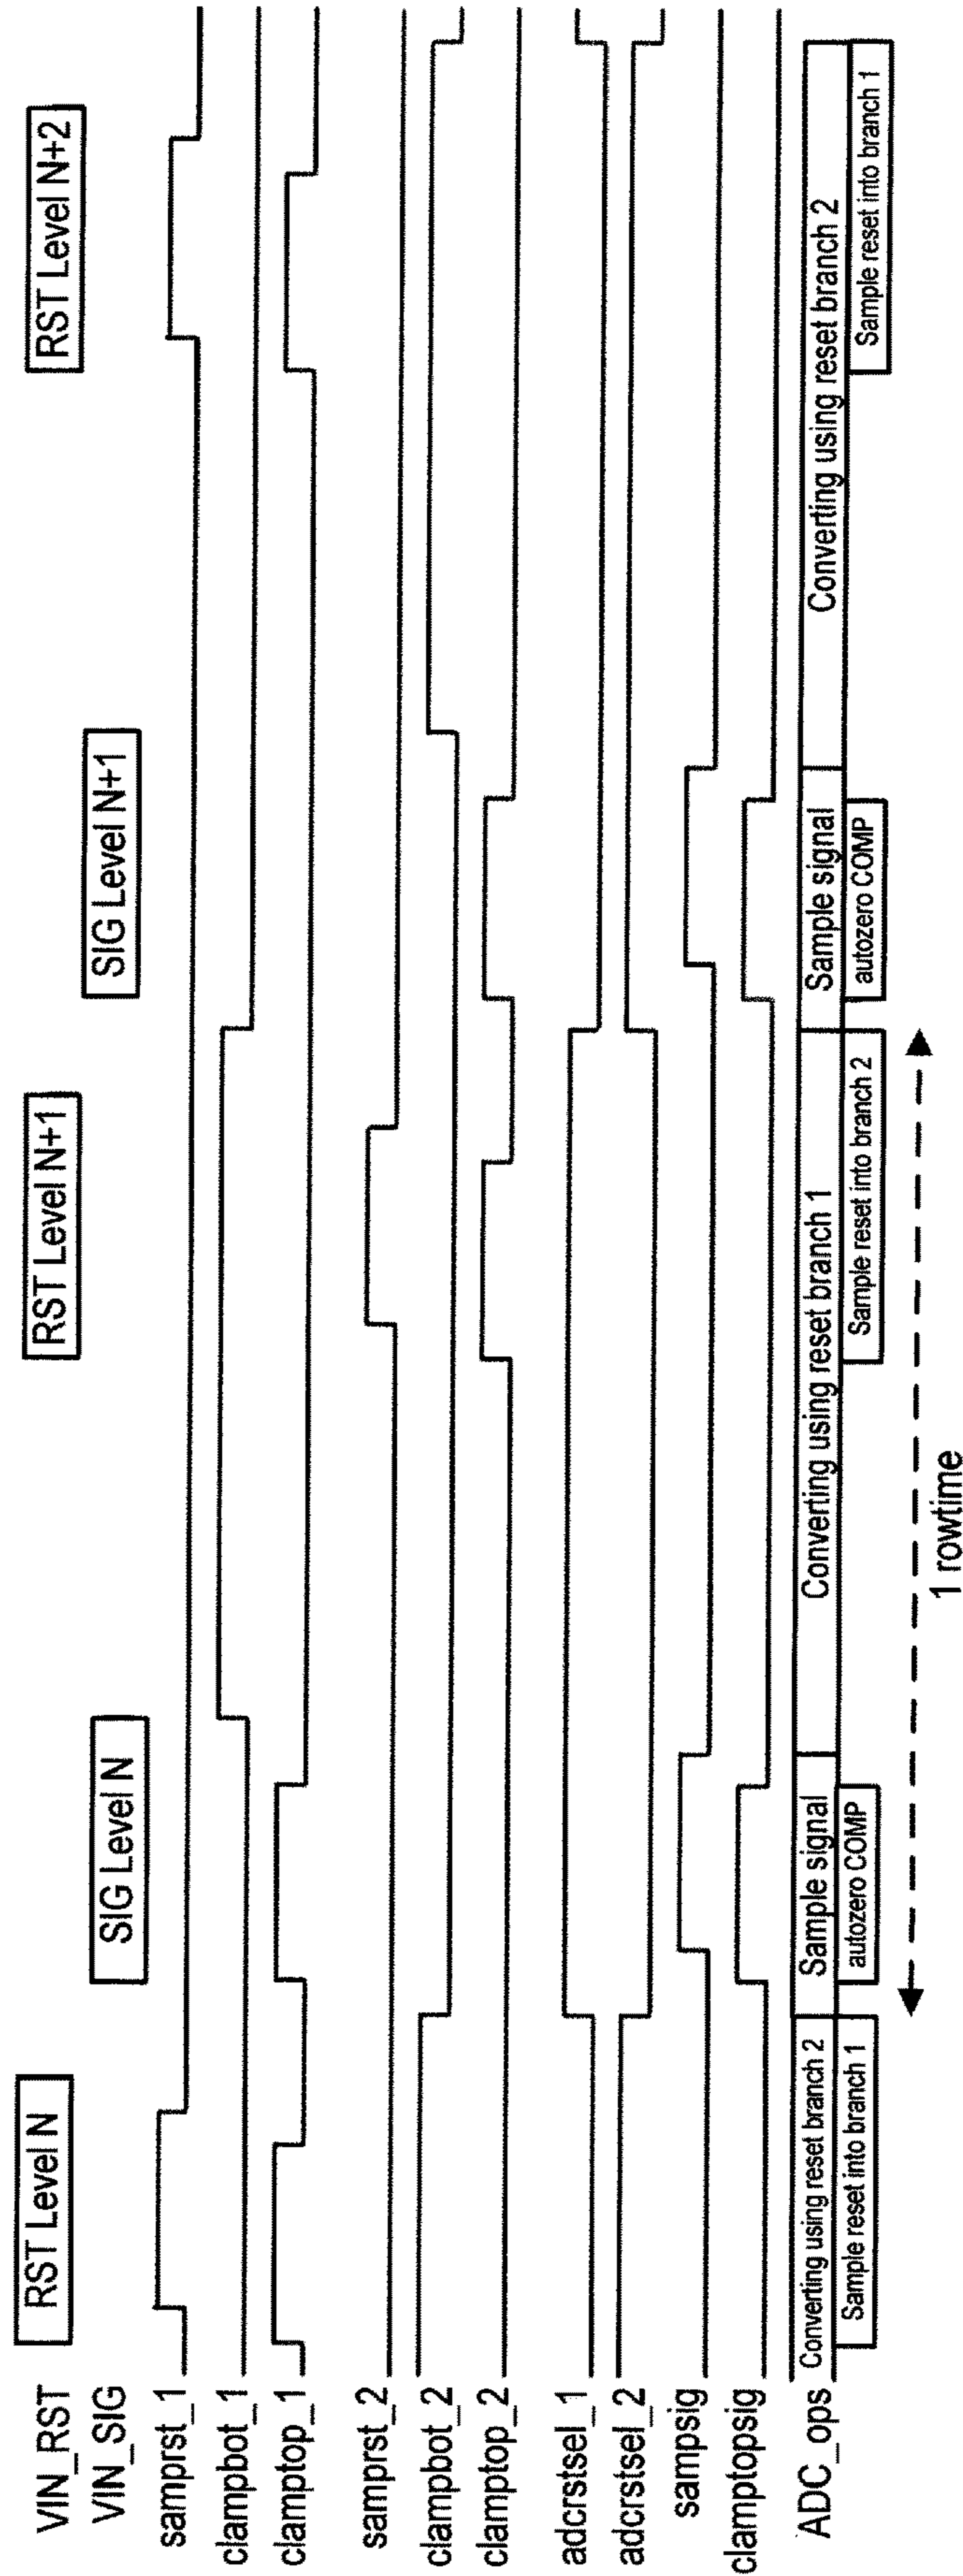 VIN_RST
RST Level N
RST Level N+1
RST Level N+2
VIN_SIG
SIG Level N
SIG Level N+1
samprst_1
clampbot_1
clamptop_1
samprst_2
clampbot_2
clamptop_2
adcrstsel_1
adcrstsel_2
sampsig
clamptopsig
ADC_ops
Converting using reset branch 2
Sample signal
Converting using reset branch 1
Sample signal
Converting using reset branch 2
Sample reset into branch 1
autozero COMP
Sample reset into branch 2
autozero COMP
Sample reset into branch 1
1 rowtime